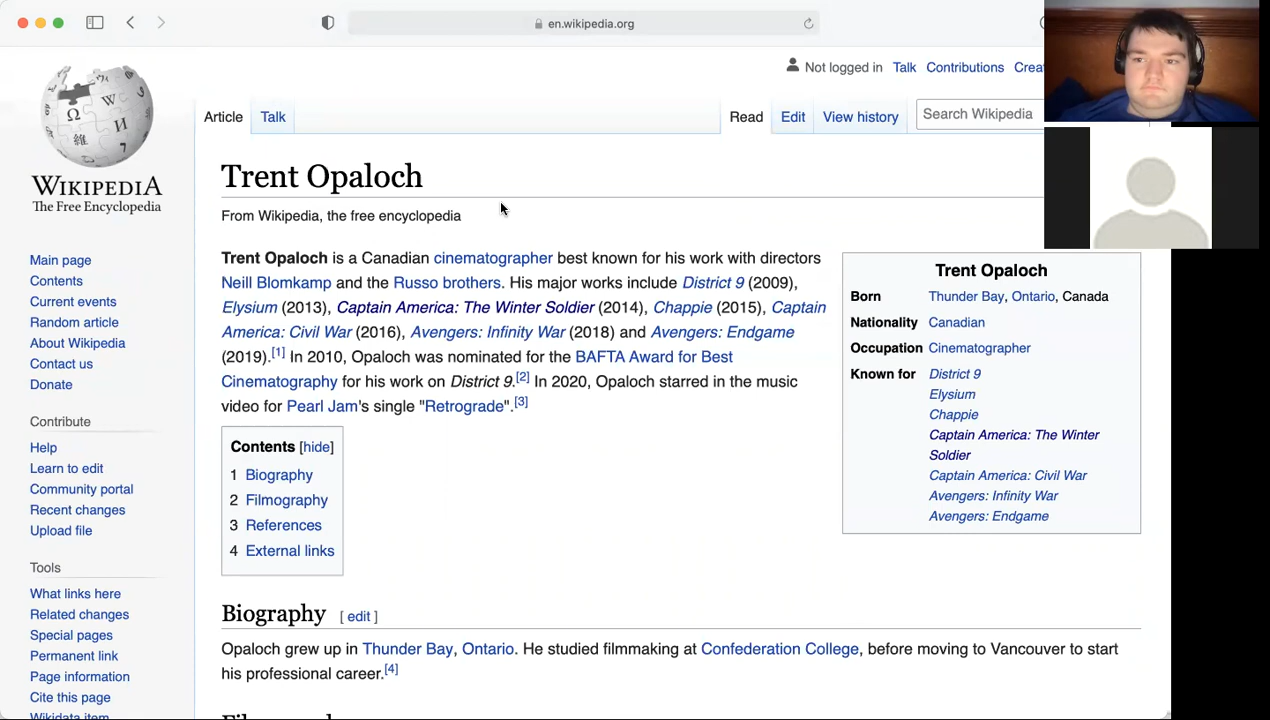 en.wikipedia.org
Not logged in Talk Contributions
Article Talk Read Edit View history Search Wikipedia
WIKIPEDIA
The Free Encyclopedia
Main page
Contents
Current events
Random article
About Wikipedia
Contact us
Donate
Contribute
Help
Learn to edit
Community portal
Recent changes
Upload file
Tools
What links here
Related changes
Special pages
Permanent link
Page information
Cite this page
Wikidata item
Trent Opaloch
From Wikipedia, the free encyclopedia
Trent Opaloch is a Canadian cinematographer best known for his work with directors
Neill Blomkamp and the Russo brothers. His major works include District 9 (2009),
Elysium (2013), Captain America: The Winter Soldier (2014), Chappie (2015), Captain
America: Civil War (2016), Avengers: Infinity War (2018) and Avengers: Endgame
(2019).[1] In 2010, Opaloch was nominated for the BAFTA Award for Best
Cinematography for his work on District 9.[2] In 2020, Opaloch starred in the music
video for Pearl Jam's single "Retrograde".[3]
Trent Opaloch
Born Thunder Bay, Ontario, Canada
Nationality Canadian
Occupation Cinematographer
Known for District 9
Elysium
Chappie
Captain America: The Winter
Soldier
Captain America: Civil War
Avengers: Infinity War
Avengers: Endgame
Contents [hide]
1 Biography
2 Filmography
3 References
4 External links
Biography [ edit ]
Opaloch grew up in Thunder Bay, Ontario. He studied filmmaking at Confederation College, before moving to Vancouver to start
his professional career.[4]